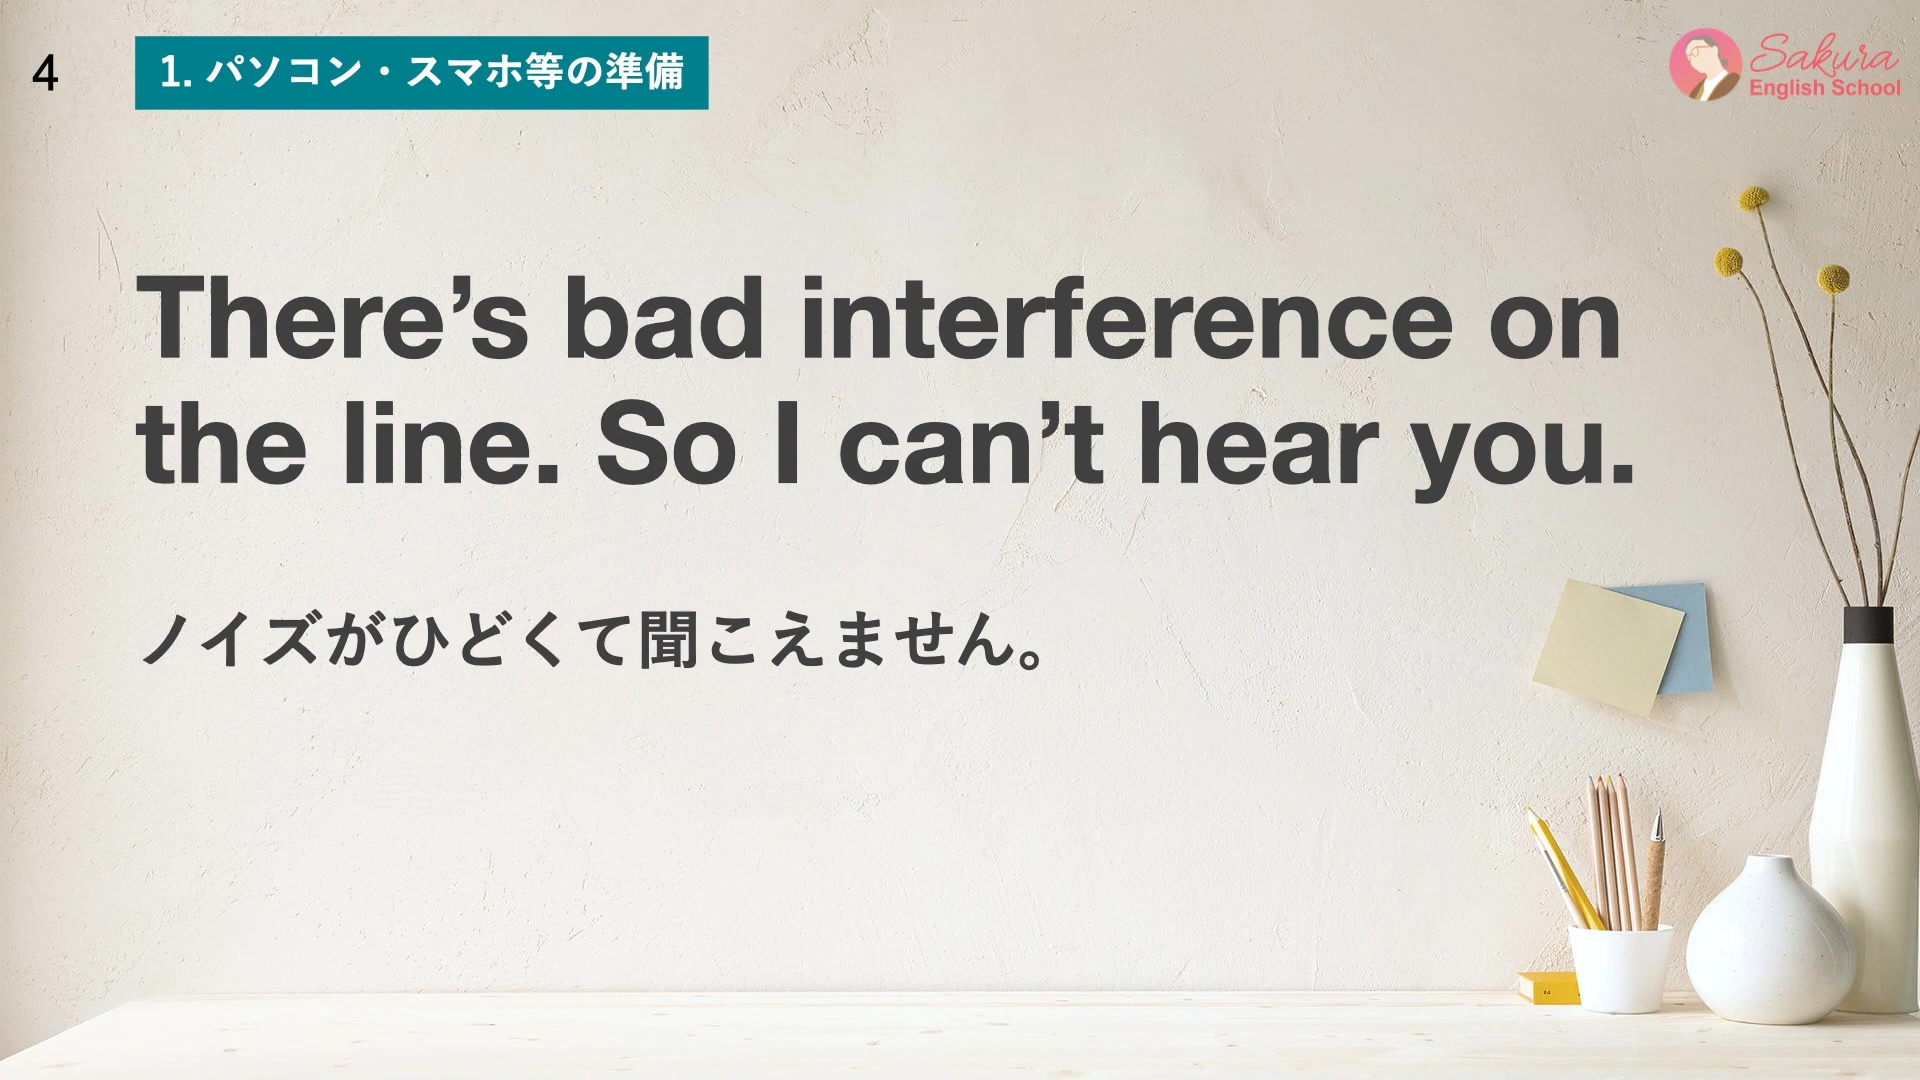 4
1. パソコン・スマホ等の準備
Sakura
English School
There’s bad interference on
the line. So I can’t hear you.
ノイズがひどくて聞こえません。